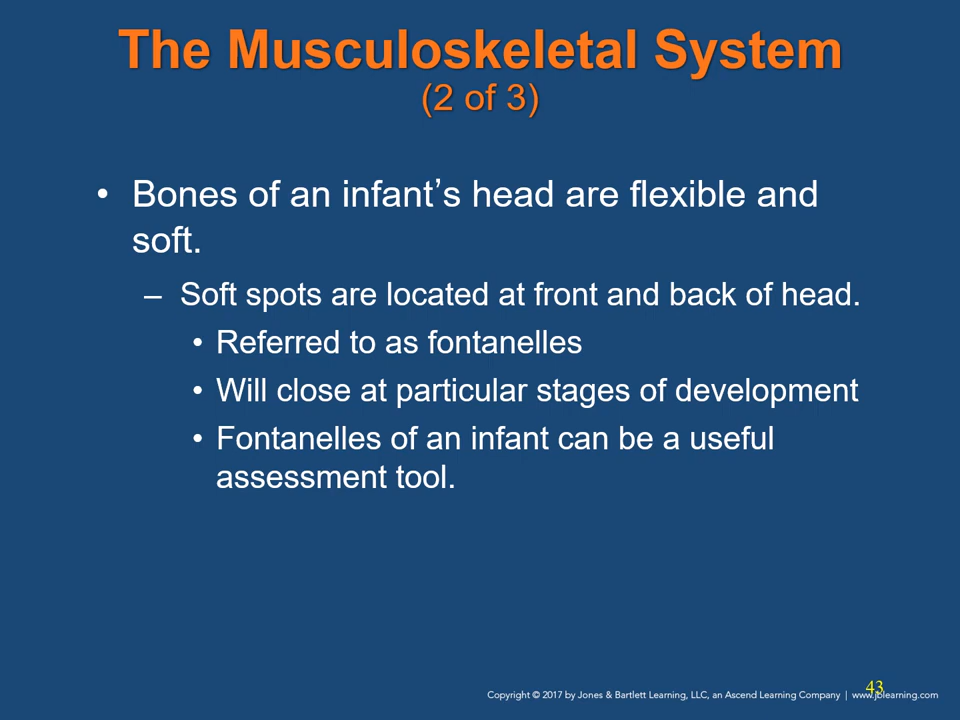 The Musculoskeletal System
(2 of 3)
• Bones of an infant’s head are flexible and
soft.
– Soft spots are located at front and back of head.
• Referred to as fontanelles
• Will close at particular stages of development
• Fontanelles of an infant can be a useful
assessment tool.
43
Copyright © 2017 by Jones & Bartlett Learning, LLC, an Ascend Learning Company | www.jblearning.com